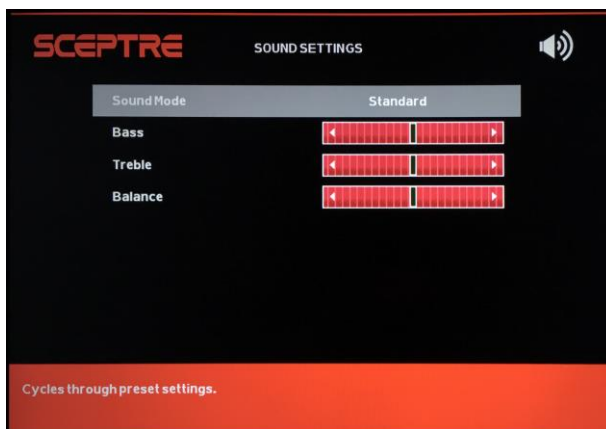 SCEPTRE
SOUND SETTINGS
Sound Mode Standard
Bass
Treble
Balance
Cycles through preset settings.